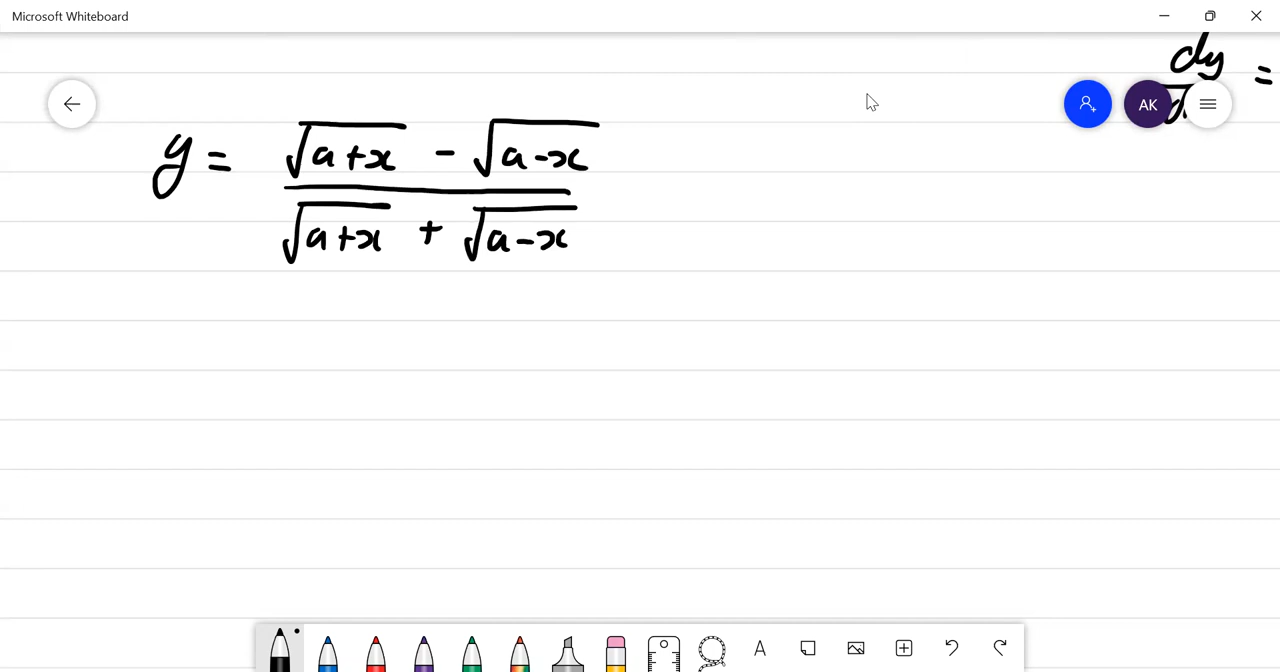 Microsoft Whiteboard
dy =
AK
y = √(a+x) - √(a-x)
√(a+x) + √(a-x)
A